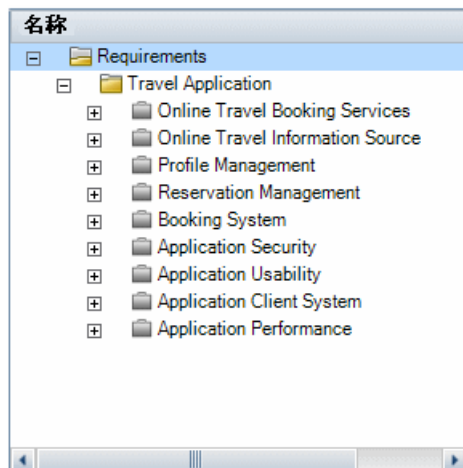 名称
Requirements
Travel Application
Online Travel Booking Services
Online Travel Information Source
Profile Management
Reservation Management
Booking System
Application Security
Application Usability
Application Client System
Application Performance